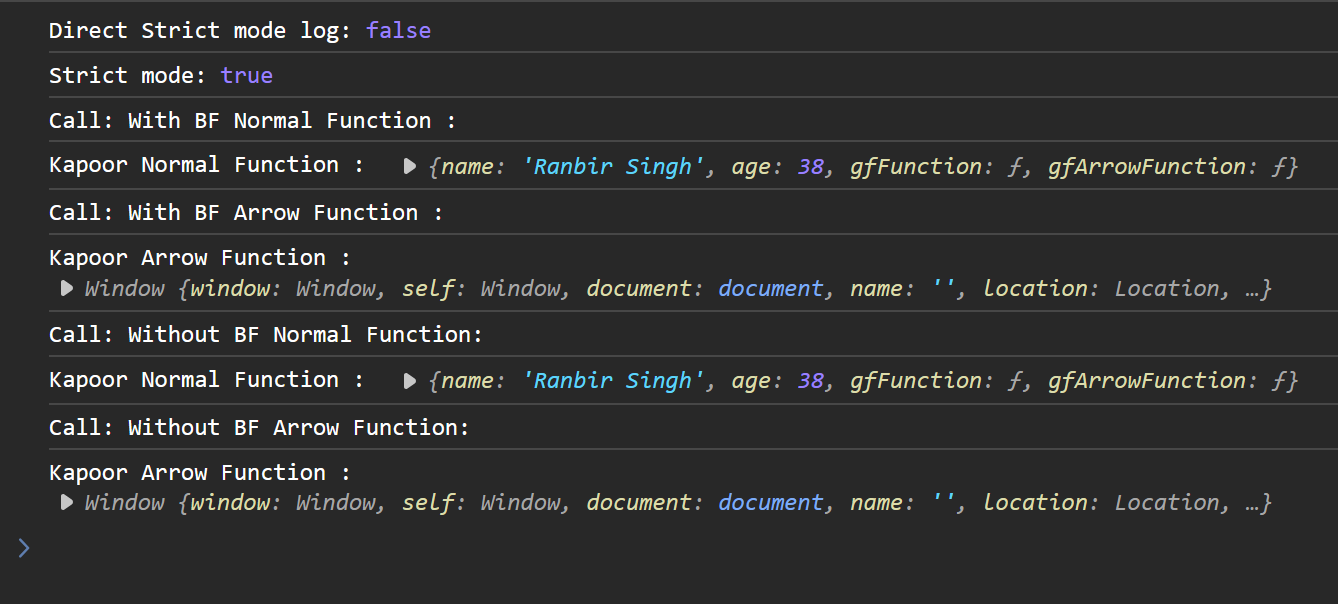 Direct Strict mode log: false
Strict mode: true
Call: With BF Normal Function :
Kapoor Normal Function : ▶ {name: 'Ranbir Singh', age: 38, gfFunction: ƒ, gfArrowFunction: ƒ}
Call: With BF Arrow Function :
Kapoor Arrow Function :
▶ Window {window: Window, self: Window, document: document, name: '', location: Location, …}
Call: Without BF Normal Function:
Kapoor Normal Function : ▶ {name: 'Ranbir Singh', age: 38, gfFunction: ƒ, gfArrowFunction: ƒ}
Call: Without BF Arrow Function:
Kapoor Arrow Function :
▶ Window {window: Window, self: Window, document: document, name: '', location: Location, …}